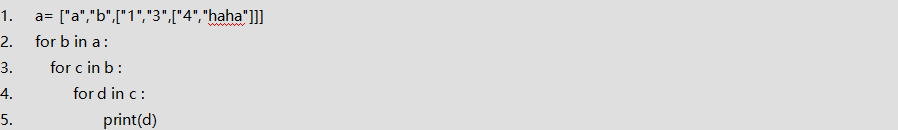 1. a= ["a","b",["1","3",["4","haha"]]]
2. for b in a :
3. for c in b :
4. for d in c :
5. print(d)